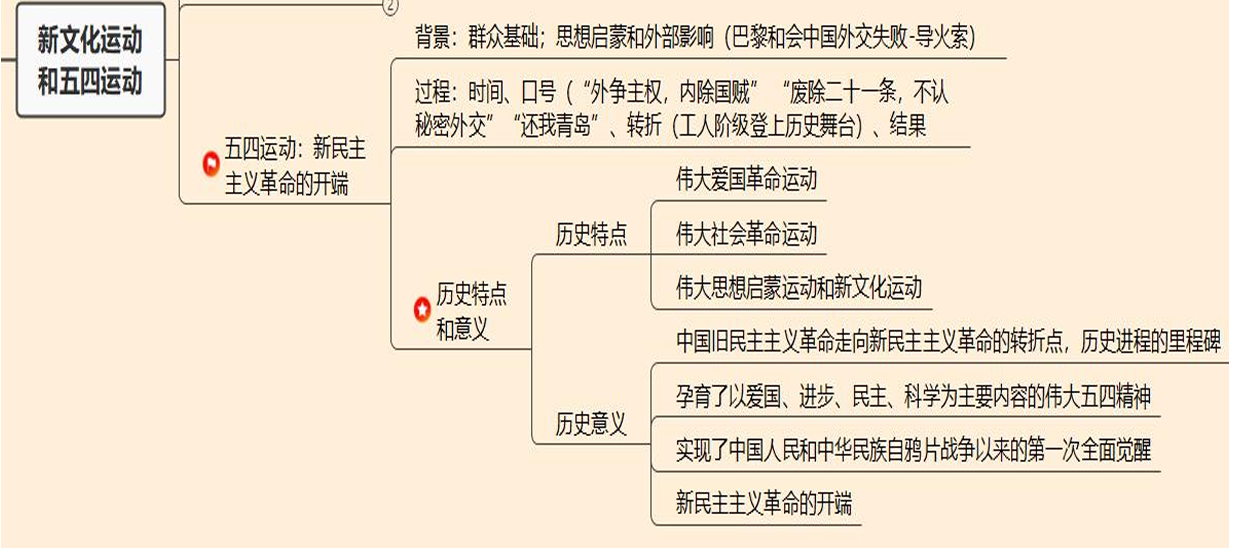 新文化运动
和五四运动
2
背景：群众基础；思想启蒙和外部影响（巴黎和会中国外交失败-导火索）
过程：时间、口号（“外争主权，内除国贼” “废除二十一条，不认
秘密外交” “还我青岛”、转折（工人阶级登上历史舞台）、结果
五四运动：新民主
主义革命的开端
历史特点
和意义
历史特点
伟大爱国革命运动
伟大社会革命运动
伟大思想启蒙运动和新文化运动
历史意义
中国旧民主主义革命走向新民主主义革命的转折点，历史进程的里程碑
孕育了以爱国、进步、民主、科学为主要内容的伟大五四精神
实现了中国人民和中华民族自鸦片战争以来的第一次全面觉醒
新民主主义革命的开端